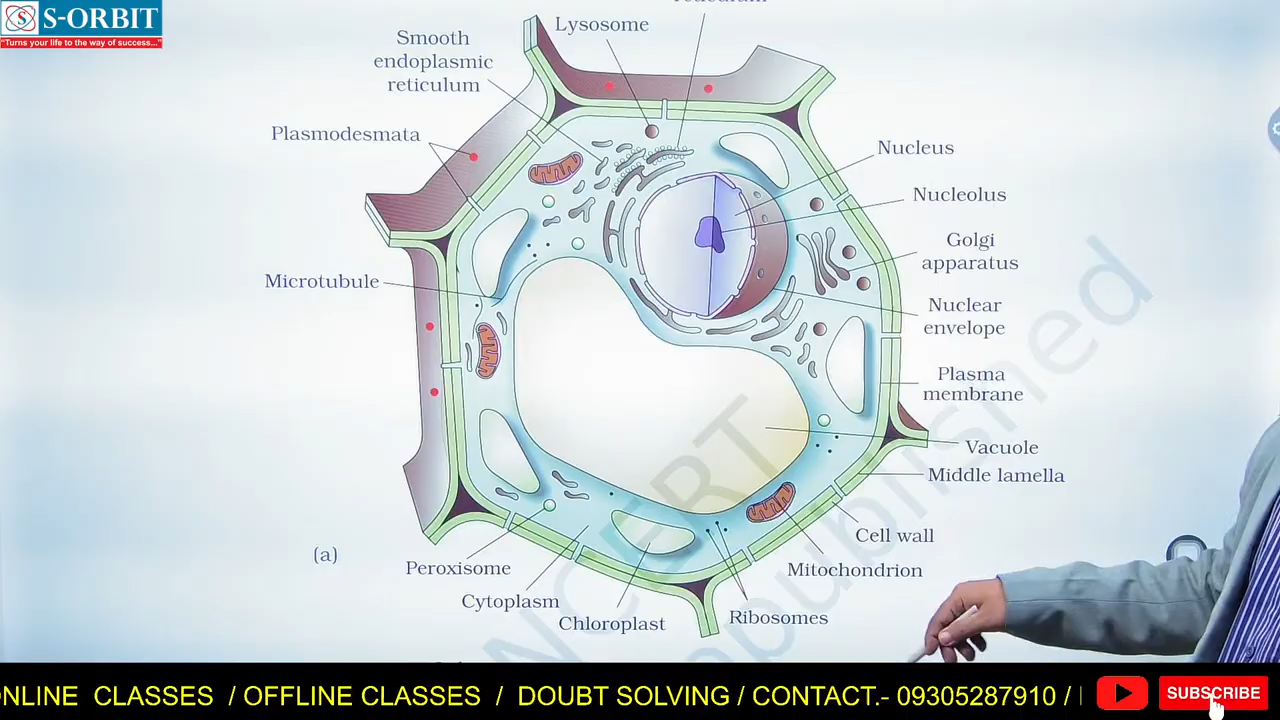 S-ORBIT
"Turns your life to the way of success..."
Lysosome
Smooth
endoplasmic
reticulum
Plasmodesmata
Nucleus
Nucleolus
Golgi
apparatus
Microtubule
Nuclear
envelope
Plasma
membrane
Vacuole
Middle lamella
Cell wall
(a)
Peroxisome
Mitochondrion
Cytoplasm
Chloroplast
Ribosomes
NCERT
ONLINE CLASSES / OFFLINE CLASSES / DOUBT SOLVING / CONTACT.- 09305287910 /
SUBSCRIBE